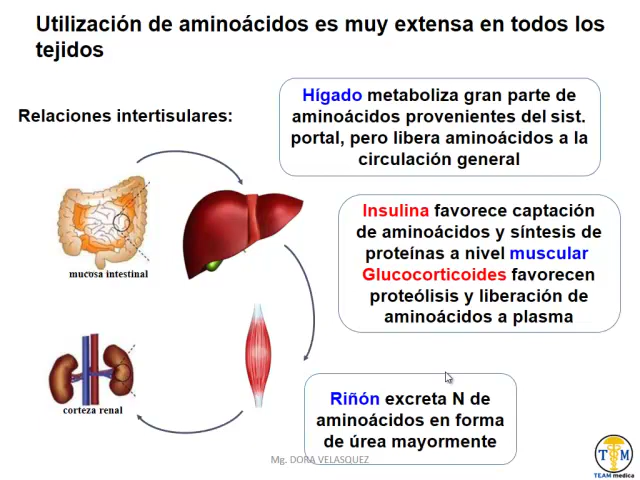 Utilización de aminoácidos es muy extensa en todos los
tejidos
Relaciones intertisulares:
Hígado metaboliza gran parte de
aminoácidos provenientes del sist.
portal, pero libera aminoácidos a la
circulación general
mucosa intestinal
Insulina favorece captación
de aminoácidos y síntesis de
proteínas a nivel muscular
Glucocorticoides favorecen
proteólisis y liberación de
aminoácidos a plasma
corteza renal
Riñón excreta N de
aminoácidos en forma
de úrea mayormente
Mg. DORA VELASQUEZ
T M
TEAM medica